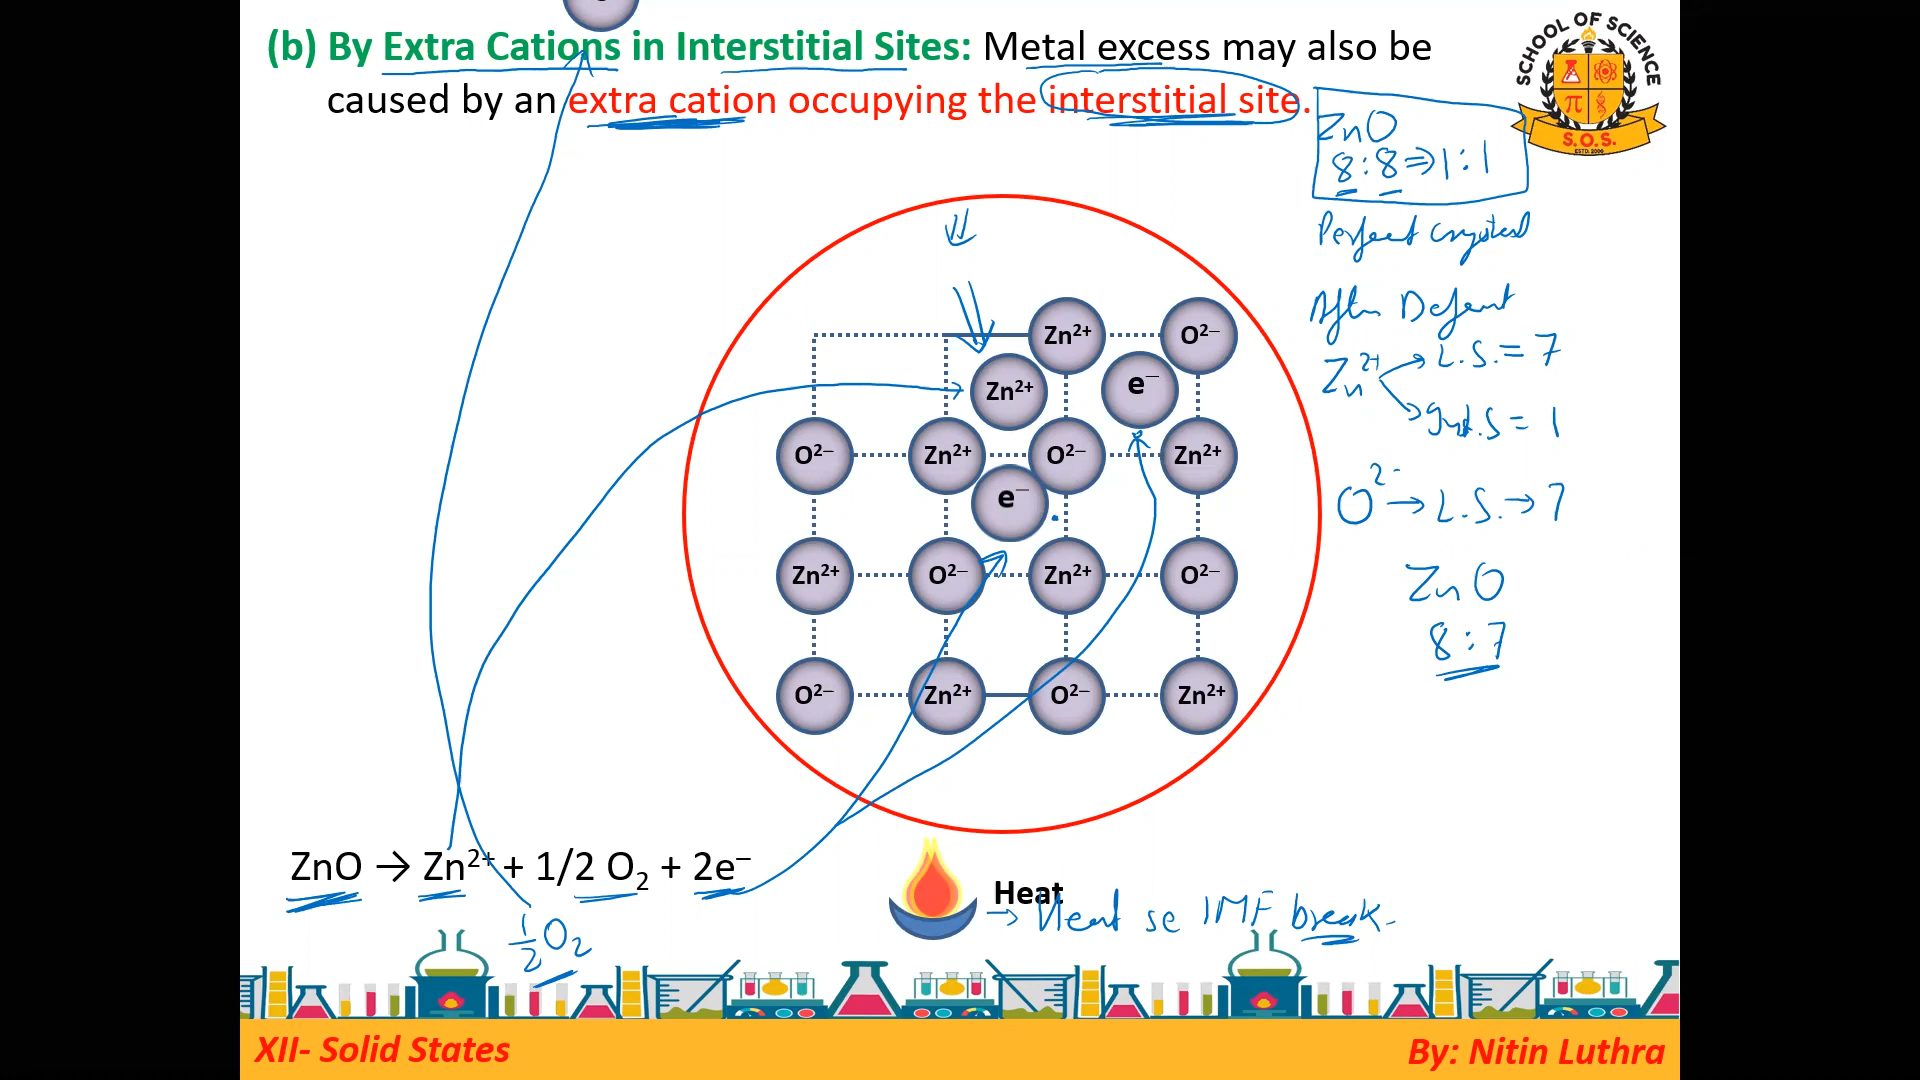 (b) By Extra Cations in Interstitial Sites: Metal excess may also be
caused by an extra cation occupying the interstitial site.
SCHOOL OF SCIENCE
π
S.O.S.
ESTD. 2006
ZnO
8:8⇒1:1
Perfect crystal
After Defect
Zn²⁺ → L.S. = 7
→ Int.S = 1
O²⁻ → L.S. → 7
ZnO
8:7
Zn²⁺ O²⁻
Zn²⁺ e⁻
O²⁻ Zn²⁺ O²⁻ Zn²⁺
e⁻
Zn²⁺ O²⁻ Zn²⁺ O²⁻
O²⁻ Zn²⁺ O²⁻ Zn²⁺
ZnO → Zn²⁺ + 1/2 O₂ + 2e⁻
Heat
→ Heat se IMF break.
1/2 O₂
XII- Solid States
By: Nitin Luthra